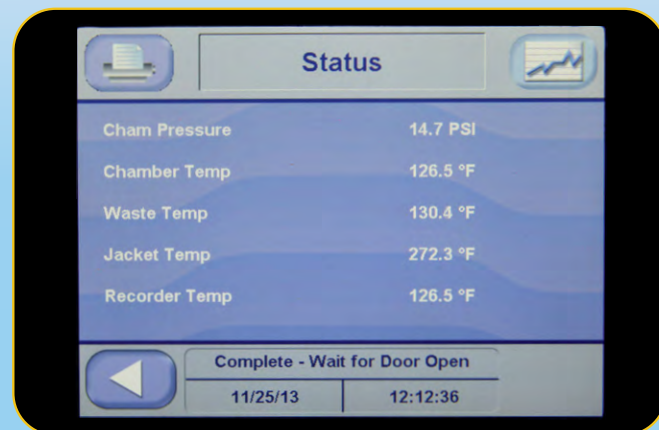 Status
Cham Pressure 14.7 PSI
Chamber Temp 126.5 °F
Waste Temp 130.4 °F
Jacket Temp 272.3 °F
Recorder Temp 126.5 °F
Complete - Wait for Door Open
11/25/13 12:12:36